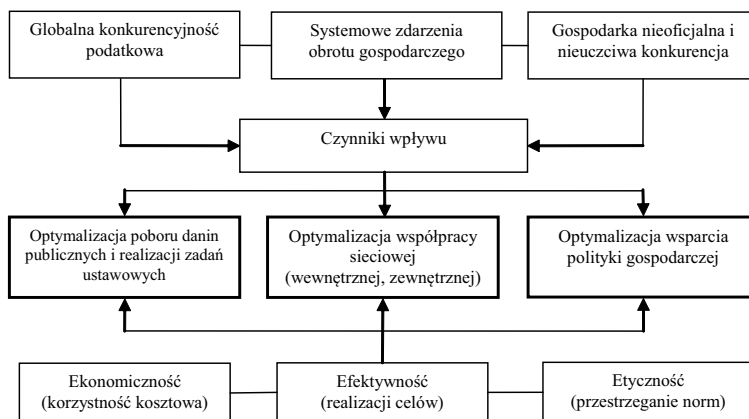 Globalna konkurencyjność
podatkowa
Systemowe zdarzenia
obrotu gospodarczego
Gospodarka nieoficjalna i
nieuczciwa konkurencja
Czynniki wpływu
Optymalizacja poboru danin
publicznych i realizacji zadań
ustawowych
Optymalizacja współpracy
sieciowej
(wewnętrznej, zewnętrznej)
Optymalizacja wsparcia
polityki gospodarczej
Ekonomiczność
(korzystność kosztowa)
Efektywność
(realizacji celów)
Etyczność
(przestrzeganie norm)